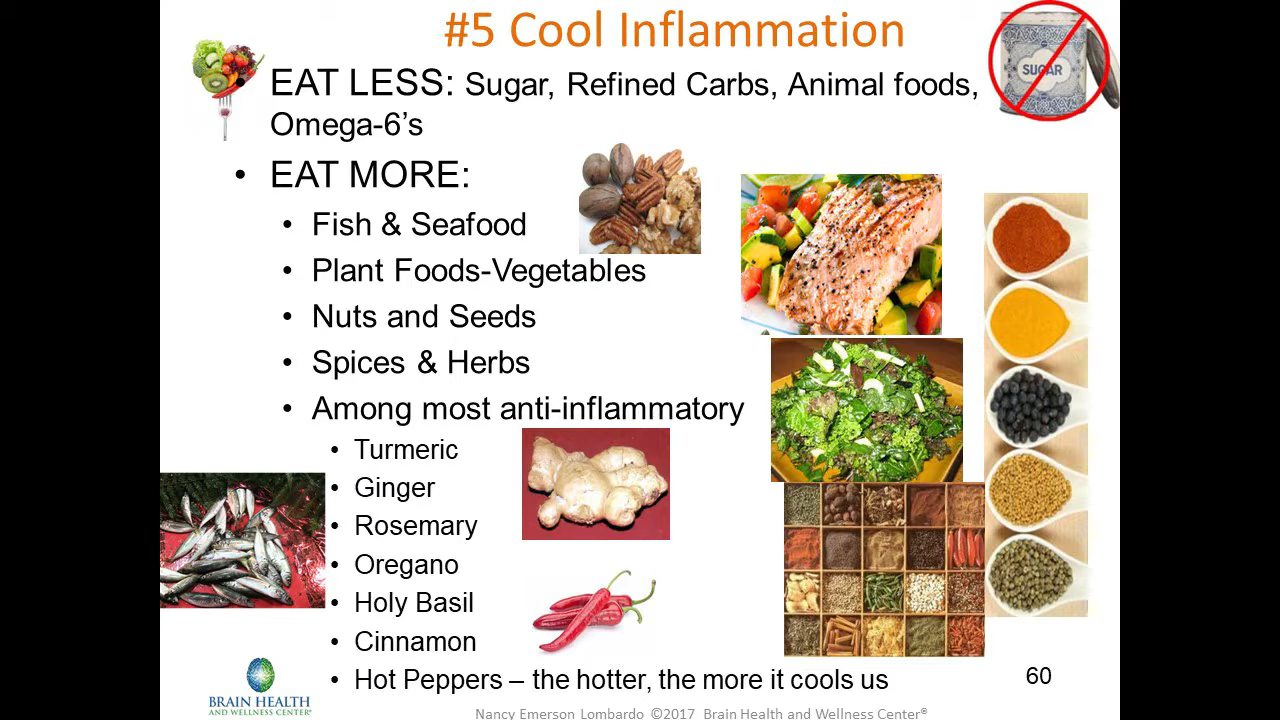 #5 Cool Inflammation
SUGAR
EAT LESS: Sugar, Refined Carbs, Animal foods,
Omega-6’s
• EAT MORE:
• Fish & Seafood
• Plant Foods-Vegetables
• Nuts and Seeds
• Spices & Herbs
• Among most anti-inflammatory
• Turmeric
• Ginger
• Rosemary
• Oregano
• Holy Basil
• Cinnamon
• Hot Peppers – the hotter, the more it cools us
60
BRAIN HEALTH
AND WELLNESS CENTER®
Nancy Emerson Lombardo ©2017 Brain Health and Wellness Center®